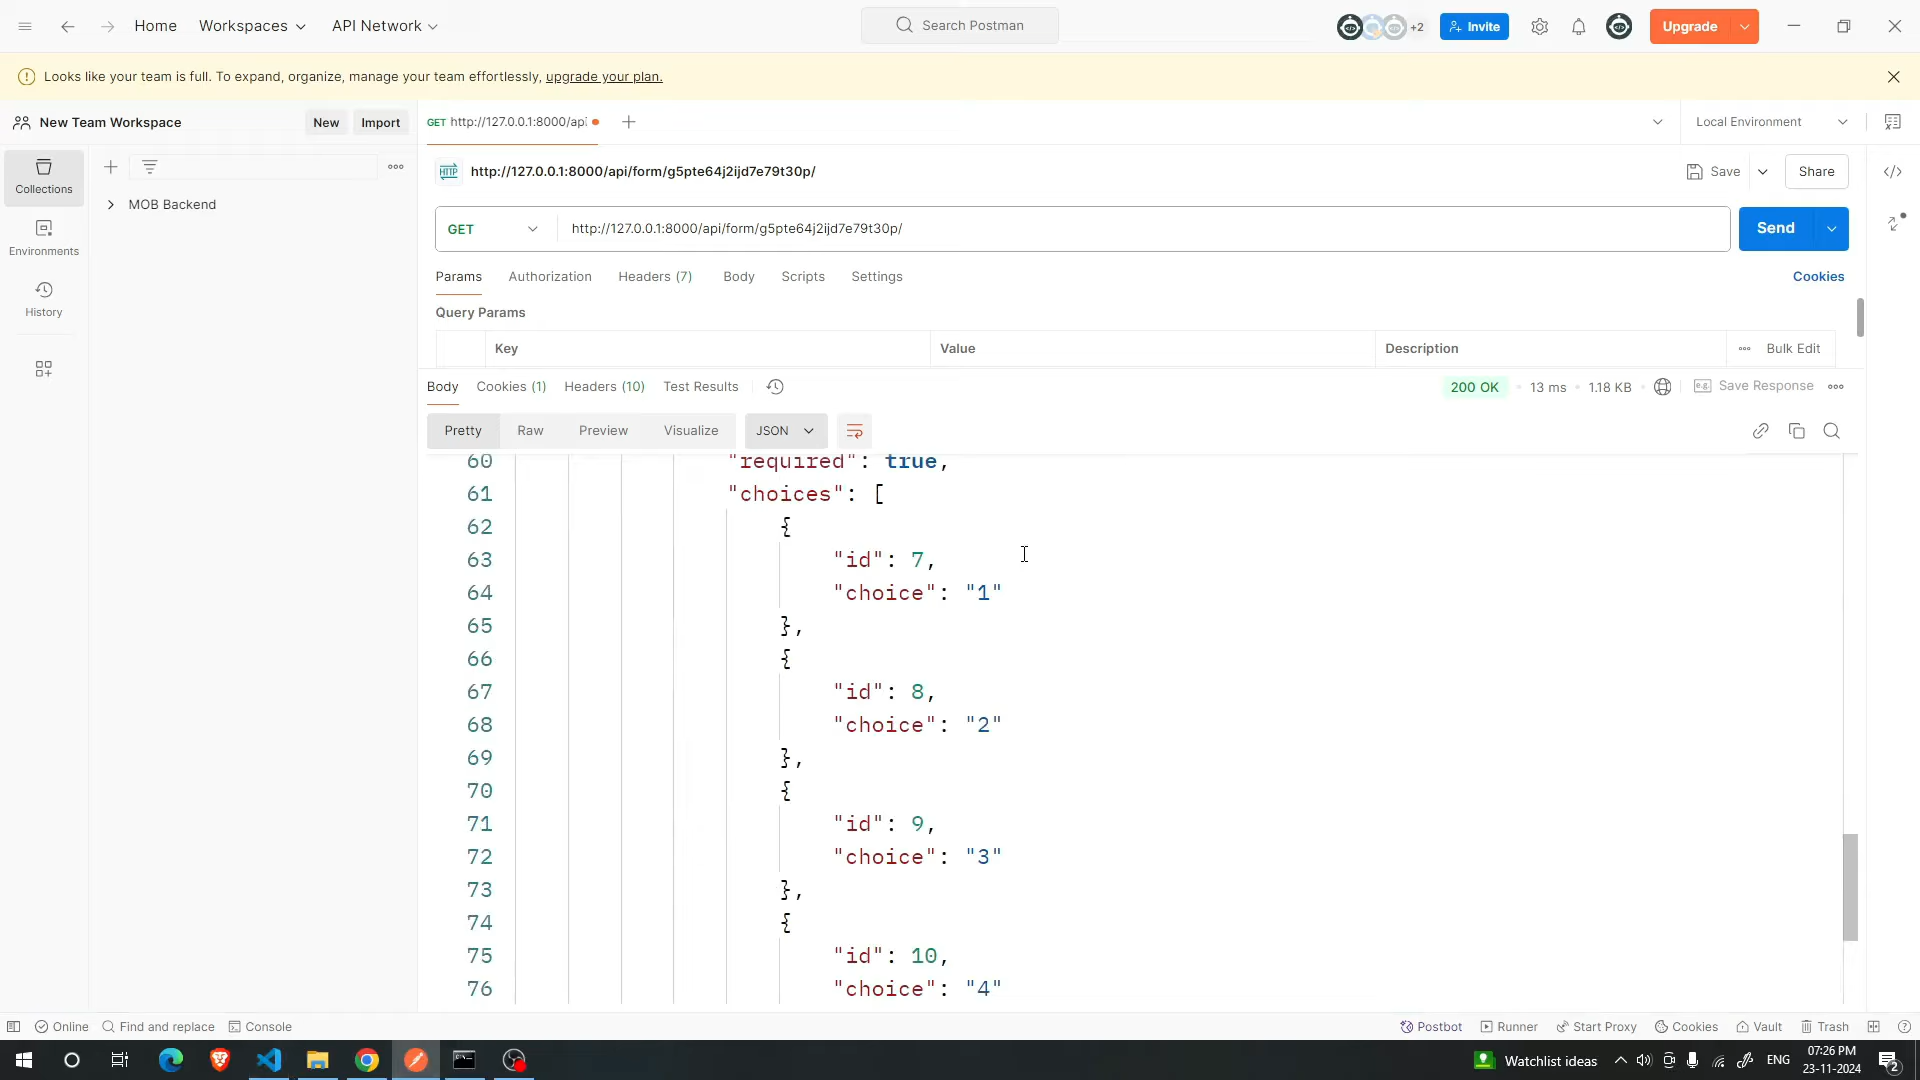 Home Workspaces API Network Search Postman +2 Invite Upgrade
Looks like your team is full. To expand, organize, manage your team effortlessly, upgrade your plan.
New Team Workspace New Import GET http://127.0.0.1:8000/api Local Environment
Collections
Environments
History
MOB Backend
HTTP http://127.0.0.1:8000/api/form/g5pte64j2ijd7e79t30p/ Save Share
GET http://127.0.0.1:8000/api/form/g5pte64j2ijd7e79t30p/ Send
Params Authorization Headers (7) Body Scripts Settings Cookies
Query Params
Key Value Description Bulk Edit
Body Cookies (1) Headers (10) Test Results 200 OK 13 ms 1.18 KB e.g. Save Response
Pretty Raw Preview Visualize JSON
60 "required": true,
61 "choices": [
62 {
63 "id": 7,
64 "choice": "1"
65 },
66 {
67 "id": 8,
68 "choice": "2"
69 },
70 {
71 "id": 9,
72 "choice": "3"
73 },
74 {
75 "id": 10,
76 "choice": "4"
Online Find and replace Console Postbot Runner Start Proxy Cookies Vault Trash
Watchlist ideas ENG 07:26 PM
23-11-2024 2